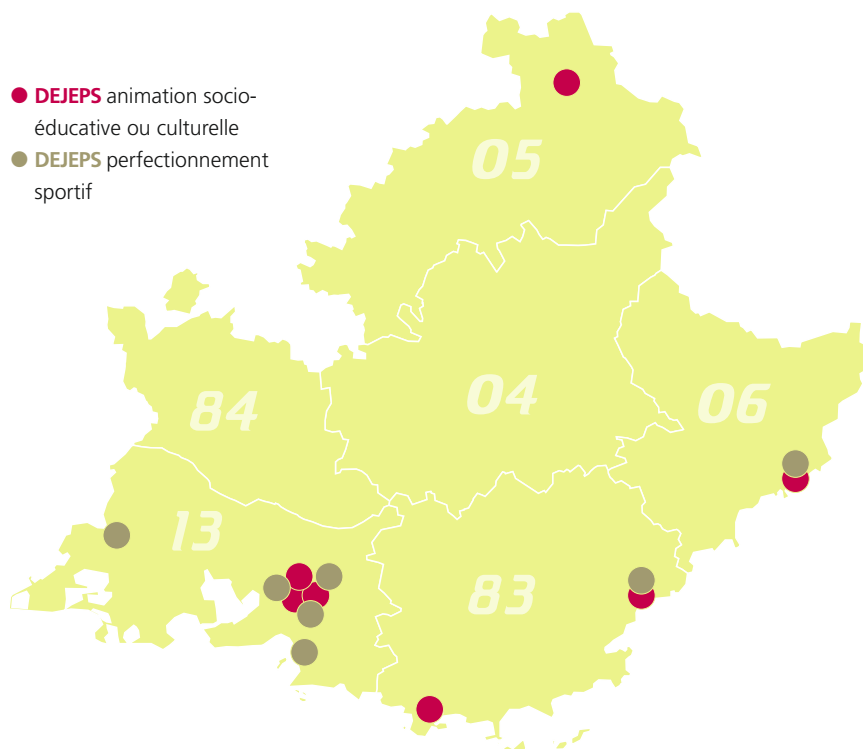 DEJEPS animation socio-
éducative ou culturelle
DEJEPS perfectionnement
sportif
05
04
06
84
13
83